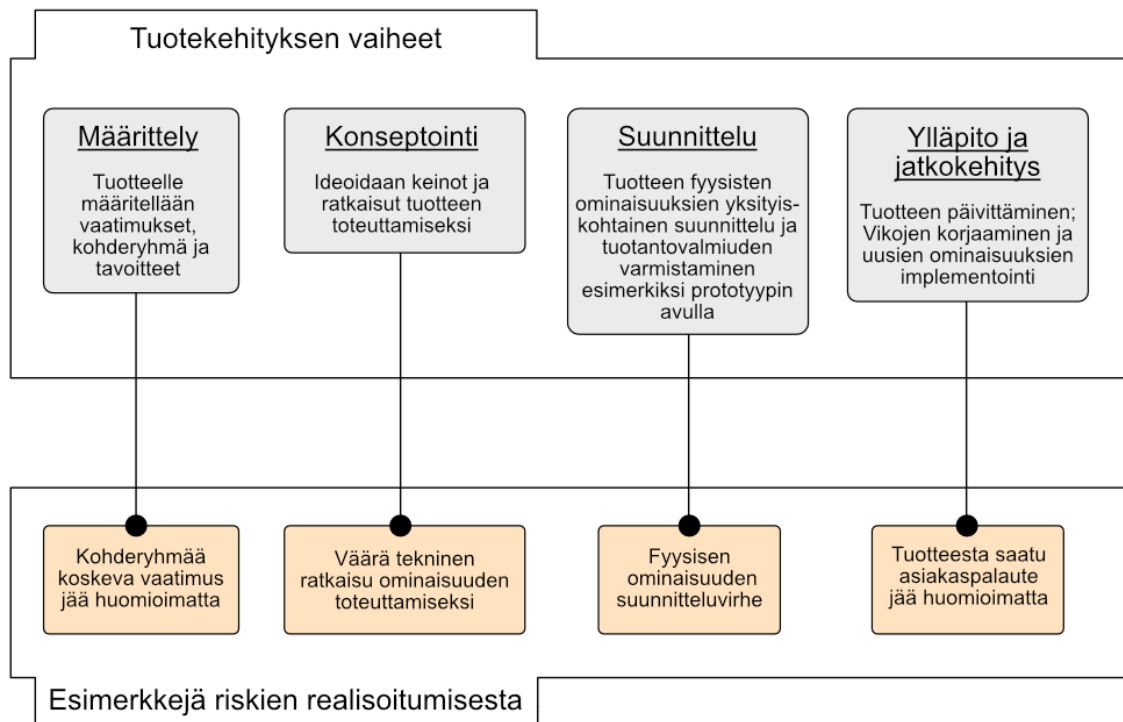 Tuotekehityksen vaiheet
Määrittely
Tuotteelle
määritellään
vaatimukset,
kohderyhmä ja
tavoitteet
Konseptointi
Ideoidaan keinot ja
ratkaisut tuotteen
toteuttamiseksi
Suunnittelu
Tuotteen fyysisten
ominaisuuksien yksityis-
kohtainen suunnittelu ja
tuotantovalmiuden
varmistaminen
esimerkiksi prototyypin
avulla
Ylläpito ja
jatkokehitys
Tuotteen päivittäminen;
Vikojen korjaaminen ja
uusien ominaisuuksien
implementointi
Kohderyhmää
koskeva vaatimus
jää huomioimatta
Väärä tekninen
ratkaisu ominaisuuden
toteuttamiseksi
Fyysisen
ominaisuuden
suunnitteluvirhe
Tuotteesta saatu
asiakaspalaute
jää huomioimatta
Esimerkkejä riskien realisoitumisesta